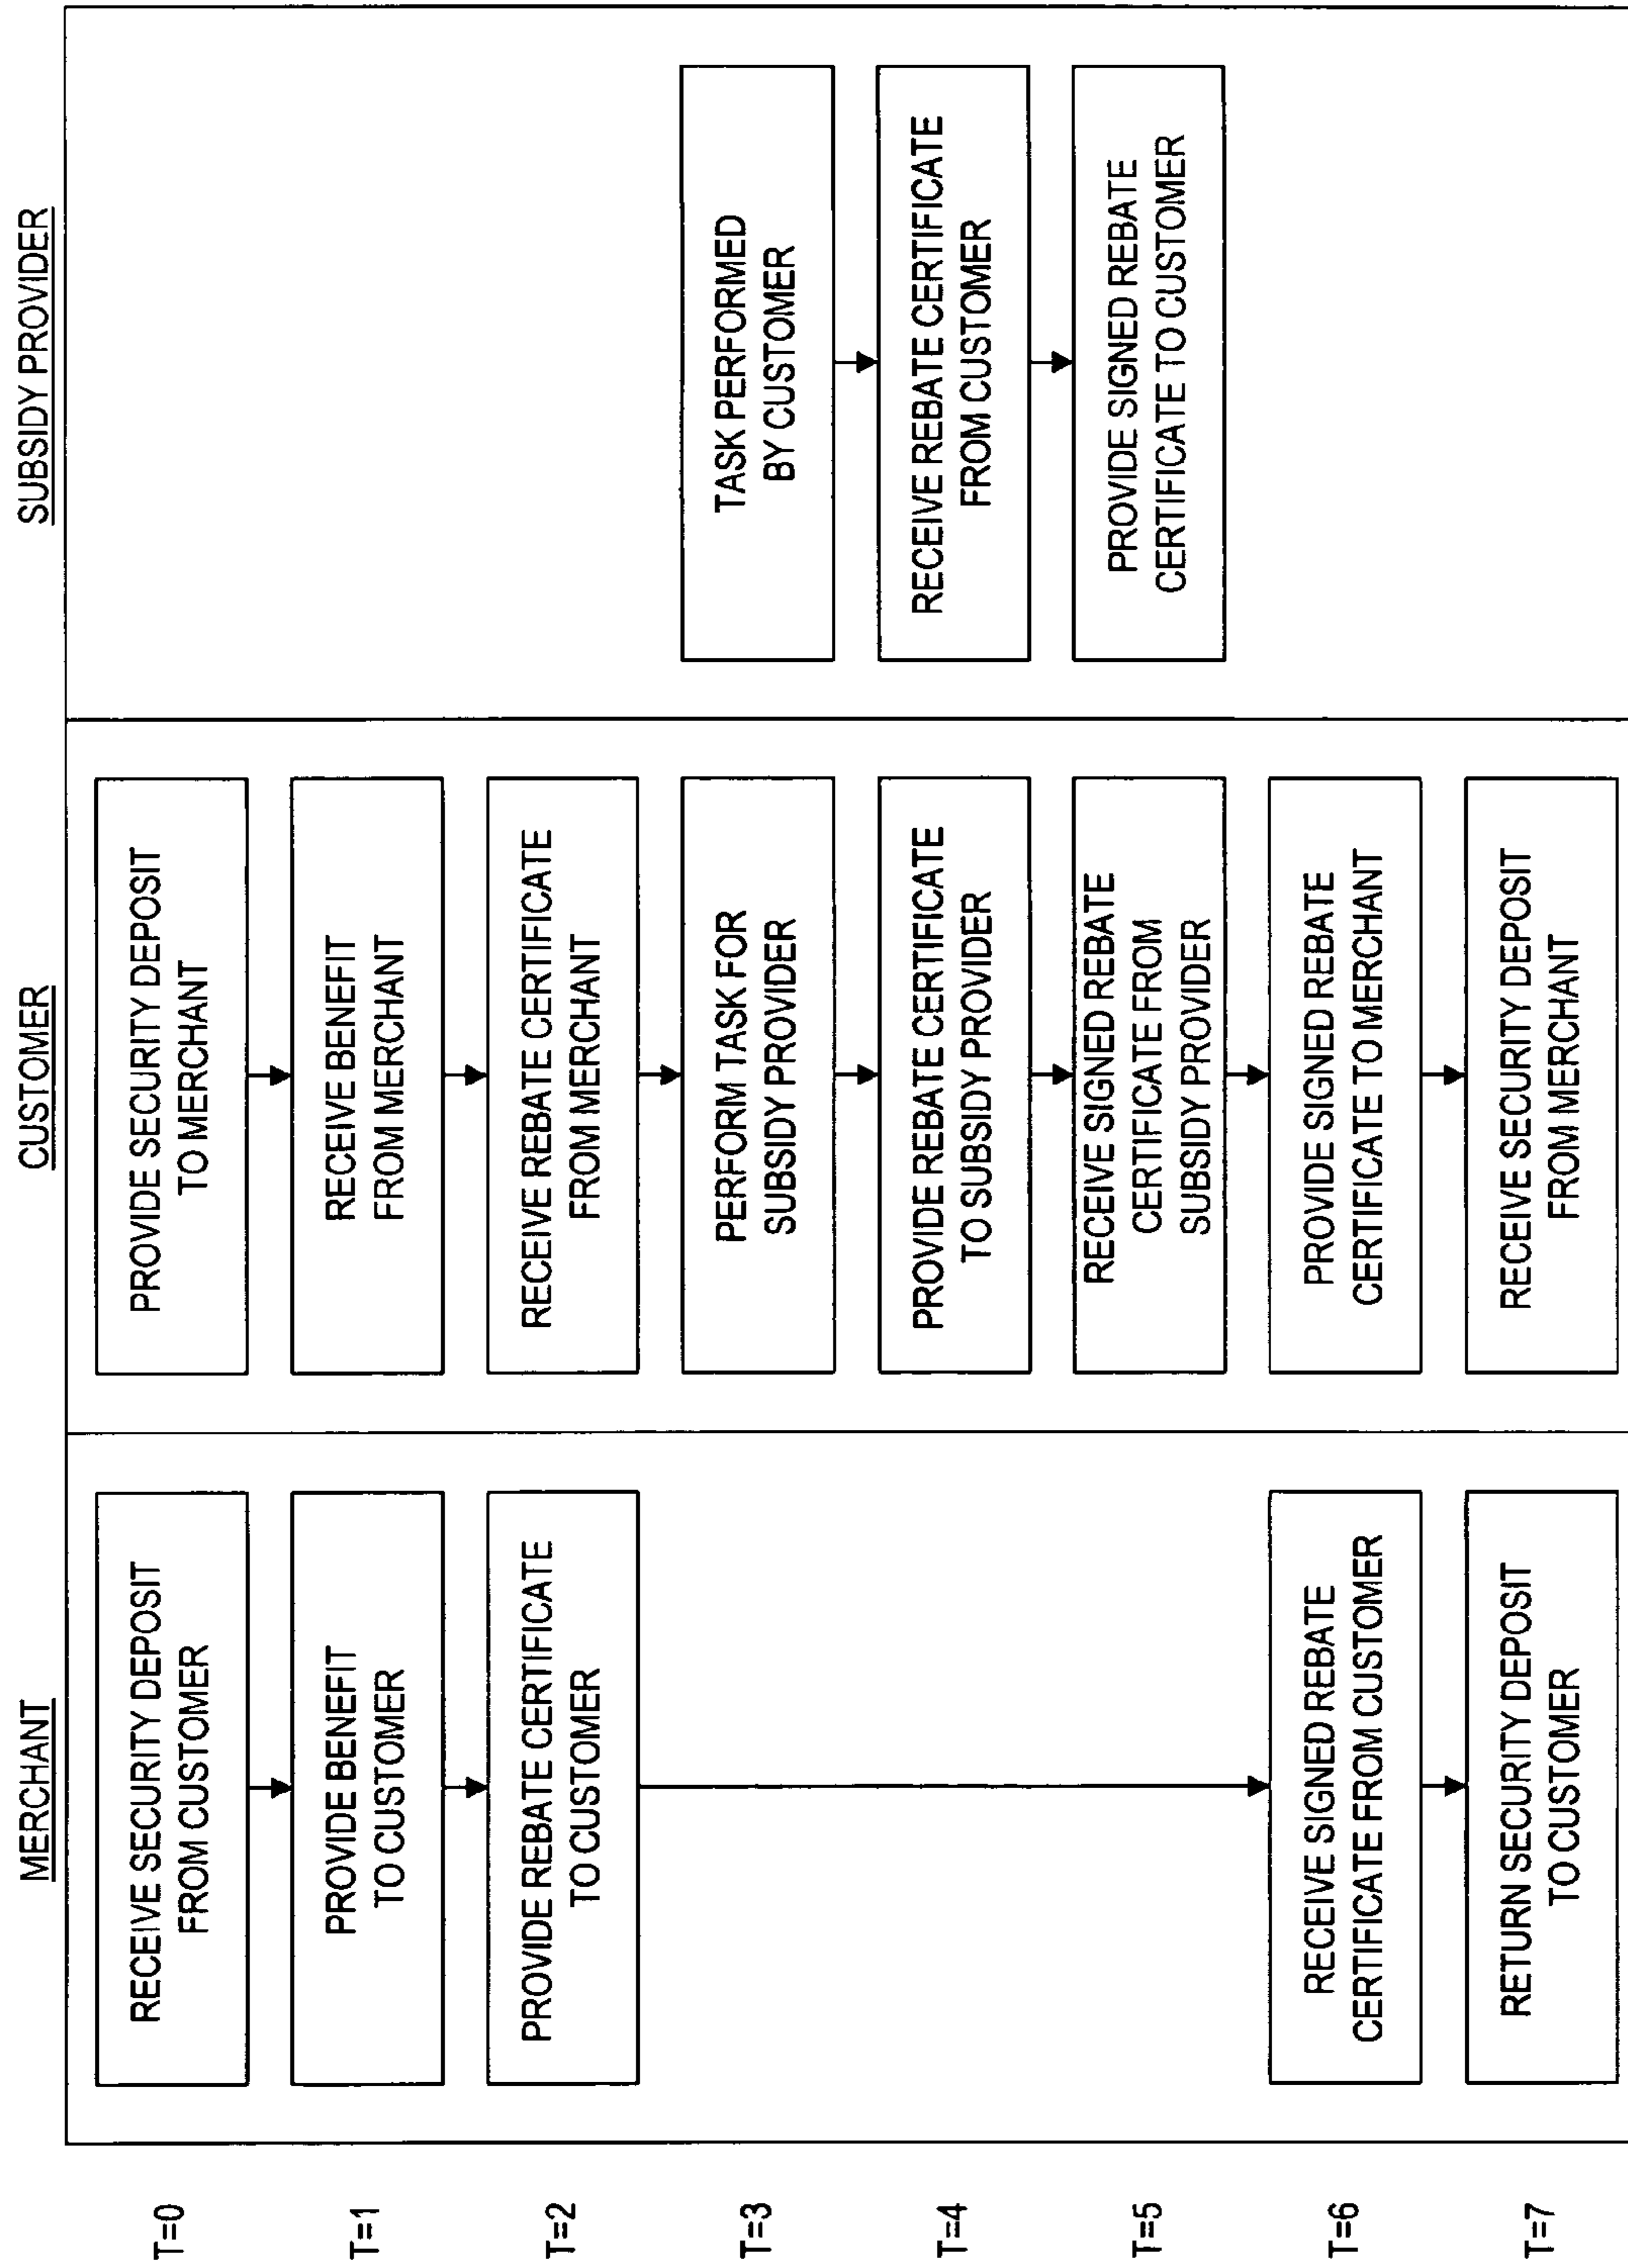 MERCHANT
CUSTOMER
SUBSIDY PROVIDER
T=0
RECEIVE SECURITY DEPOSIT
FROM CUSTOMER
PROVIDE SECURITY DEPOSIT
TO MERCHANT
T=1
PROVIDE BENEFIT
TO CUSTOMER
RECEIVE BENEFIT
FROM MERCHANT
T=2
PROVIDE REBATE CERTIFICATE
TO CUSTOMER
RECEIVE REBATE CERTIFICATE
FROM MERCHANT
T=3
PERFORM TASK FOR
SUBSIDY PROVIDER
TASK PERFORMED
BY CUSTOMER
T=4
PROVIDE REBATE CERTIFICATE
TO SUBSIDY PROVIDER
RECEIVE REBATE CERTIFICATE
FROM CUSTOMER
T=5
RECEIVE SIGNED REBATE
CERTIFICATE FROM
SUBSIDY PROVIDER
PROVIDE SIGNED REBATE
CERTIFICATE TO CUSTOMER
T=6
RECEIVE SIGNED REBATE
CERTIFICATE FROM CUSTOMER
PROVIDE SIGNED REBATE
CERTIFICATE TO MERCHANT
T=7
RETURN SECURITY DEPOSIT
TO CUSTOMER
RECEIVE SECURITY DEPOSIT
FROM MERCHANT